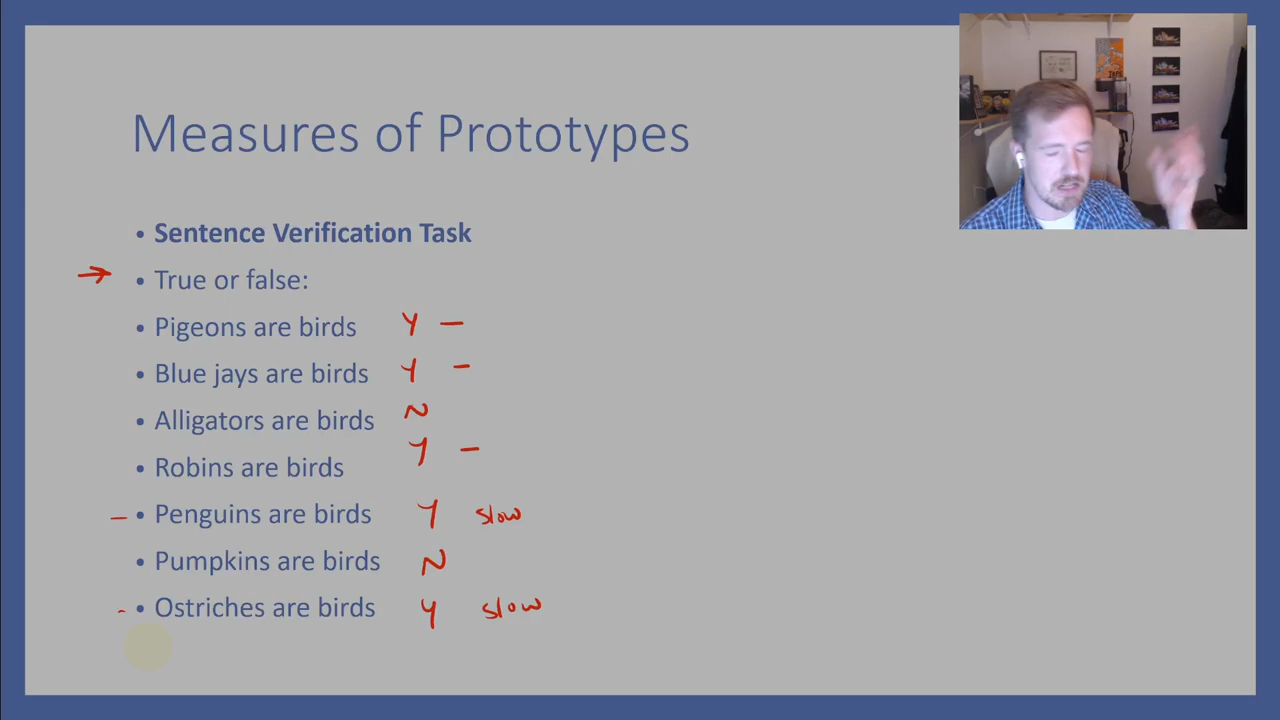 Measures of Prototypes
• Sentence Verification Task
→ • True or false:
• Pigeons are birds Y –
• Blue jays are birds Y –
• Alligators are birds N
• Robins are birds Y –
– • Penguins are birds Y slow
• Pumpkins are birds N
- • Ostriches are birds Y slow